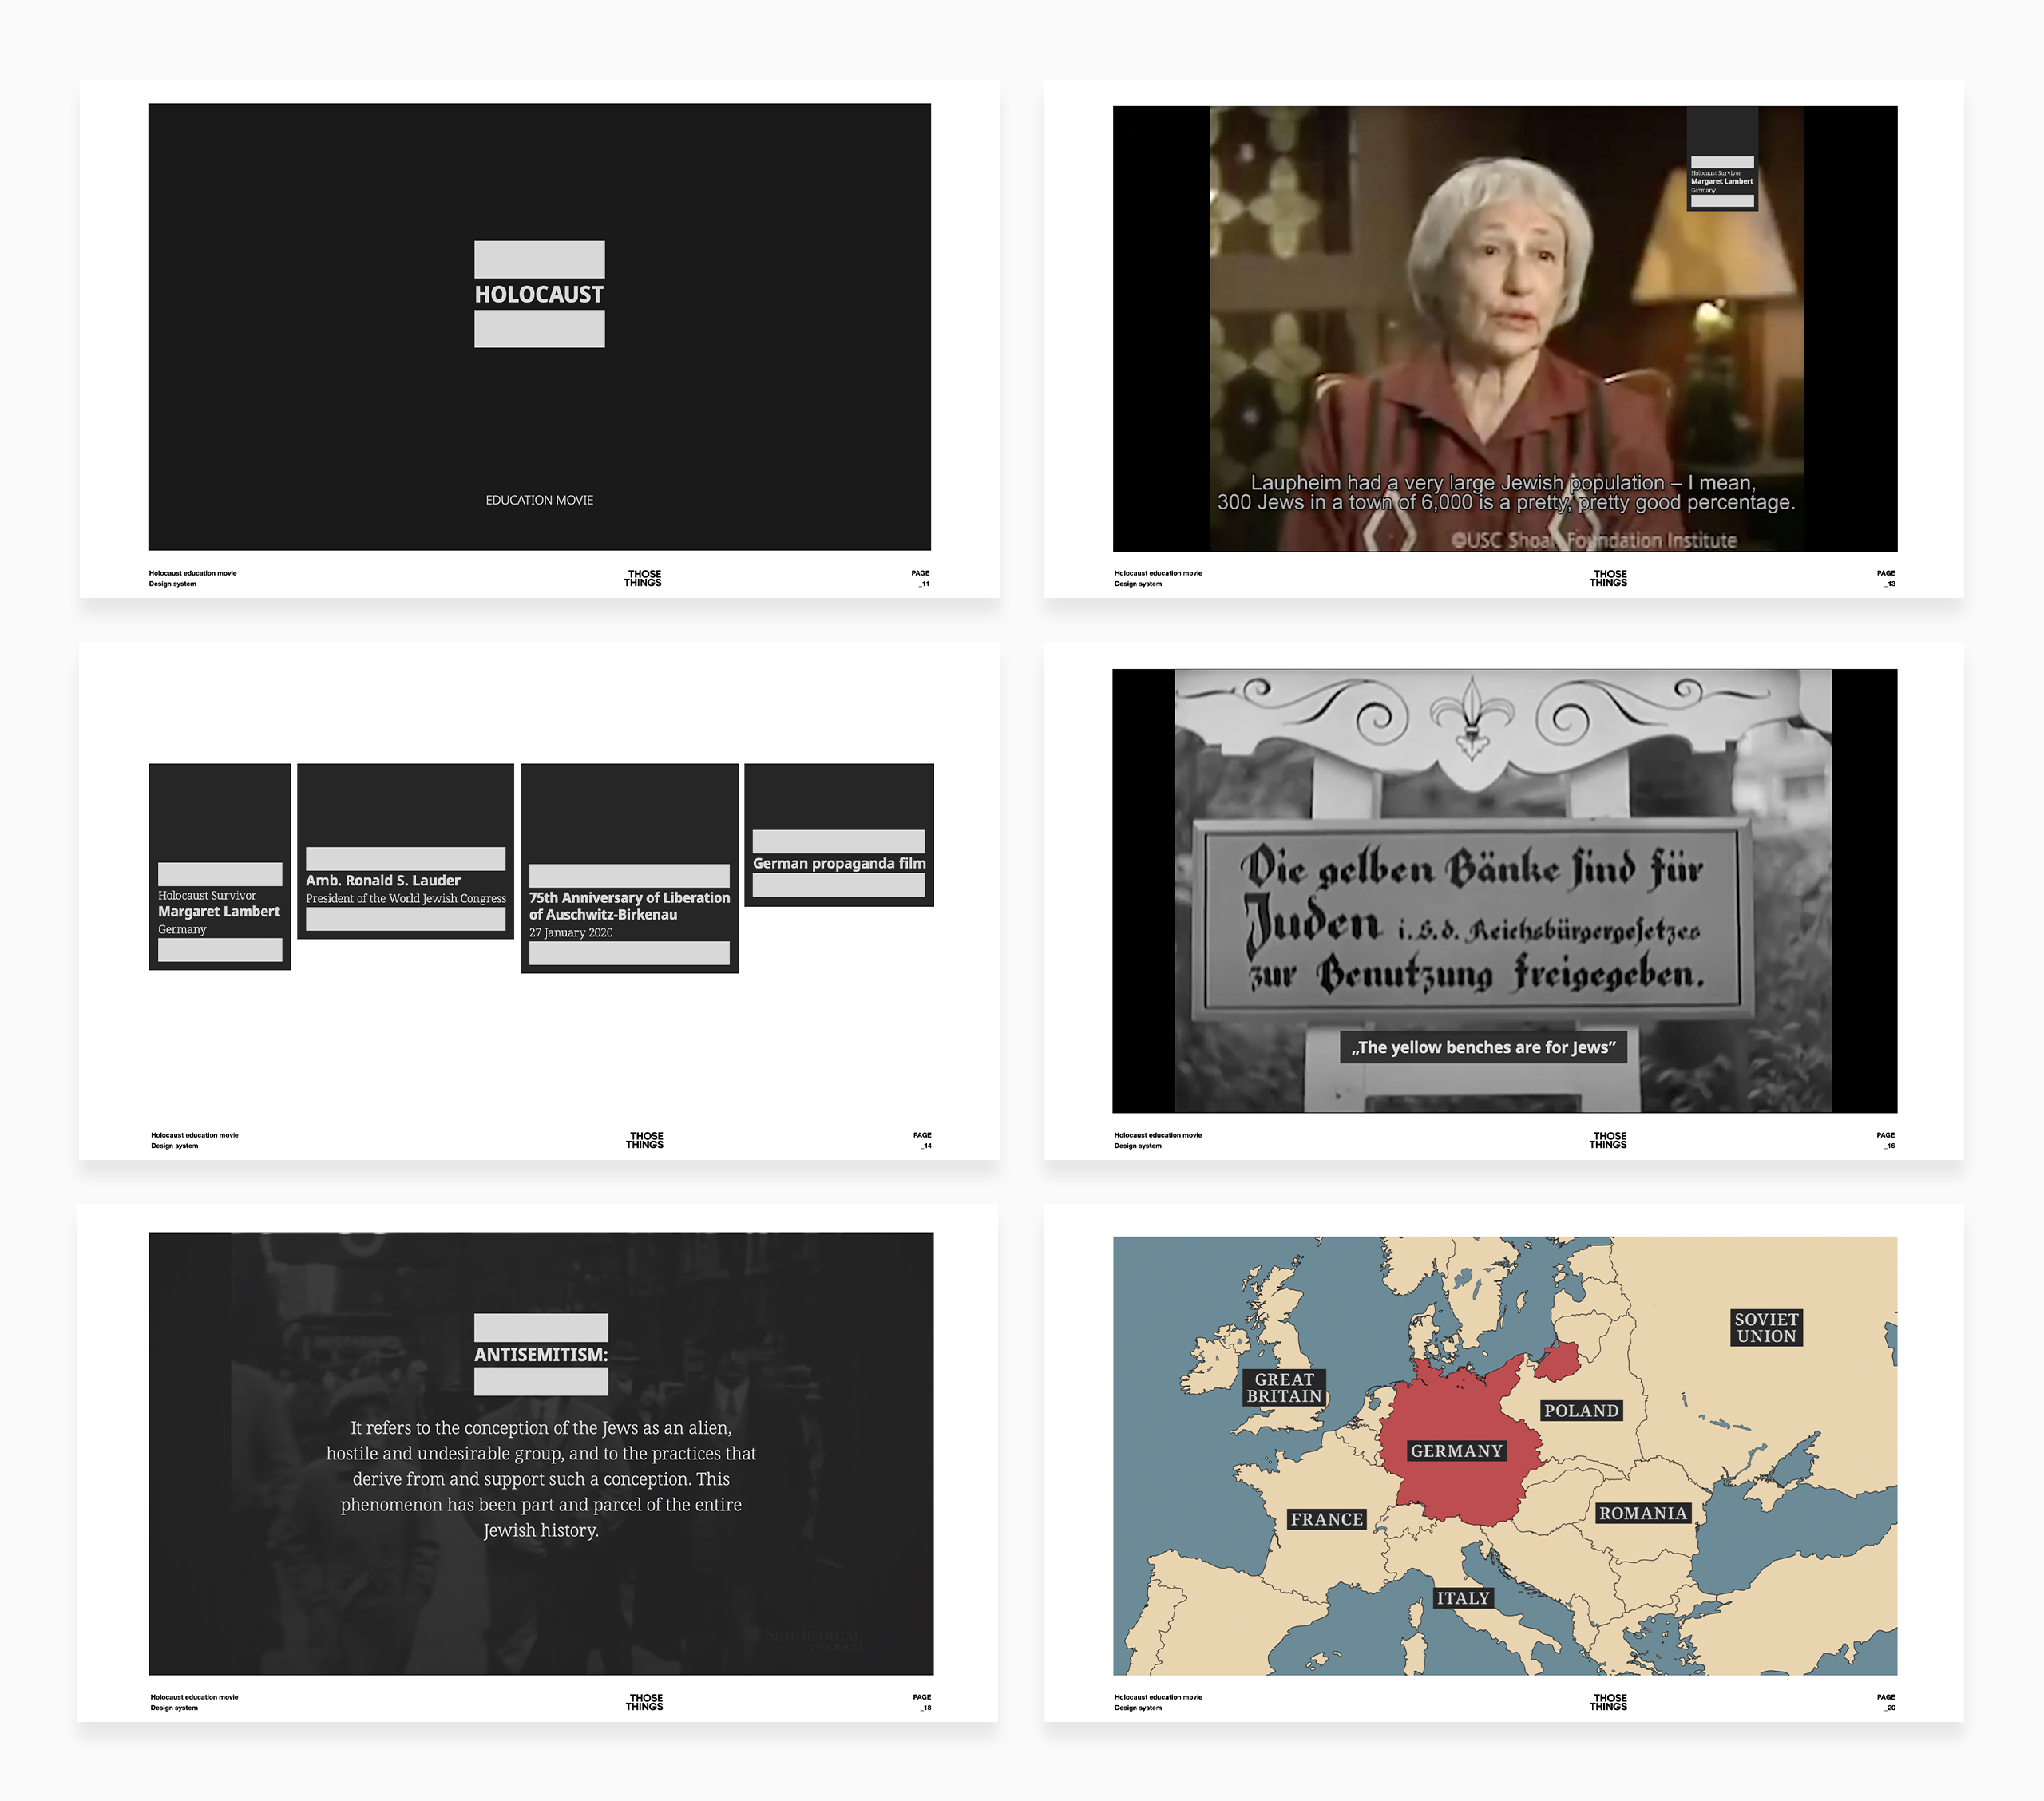 HOLOCAUST
EDUCATION MOVIE
Holocaust education movie
Design system
THOSE
THINGS
PAGE
_11
Holocaust Survivor
Margaret Lambert
Germany
Laupheim had a very large Jewish population – I mean,
300 Jews in a town of 6,000 is a pretty, pretty good percentage.
©USC Shoah Foundation Institute
Holocaust education movie
Design system
THOSE
THINGS
PAGE
_13
Holocaust Survivor
Margaret Lambert
Germany
Amb. Ronald S. Lauder
President of the World Jewish Congress
75th Anniversary of Liberation
of Auschwitz-Birkenau
27 January 2020
German propaganda film
Holocaust education movie
Design system
THOSE
THINGS
PAGE
_14
Die gelben Bänke sind für
Juden i.S.d. Reichsbürgergesetzes
zur Benutzung freigegeben.
„The yellow benches are for Jews”
Holocaust education movie
Design system
THOSE
THINGS
PAGE
_16
ANTISEMITISM:
It refers to the conception of the Jews as an alien,
hostile and undesirable group, and to the practices that
derive from and support such a conception. This
phenomenon has been part and parcel of the entire
Jewish history.
Smithsonian
CHANNEL
Holocaust education movie
Design system
THOSE
THINGS
PAGE
_18
SOVIET
UNION
GREAT
BRITAIN
POLAND
GERMANY
FRANCE
ROMANIA
ITALY
Holocaust education movie
Design system
THOSE
THINGS
PAGE
_20